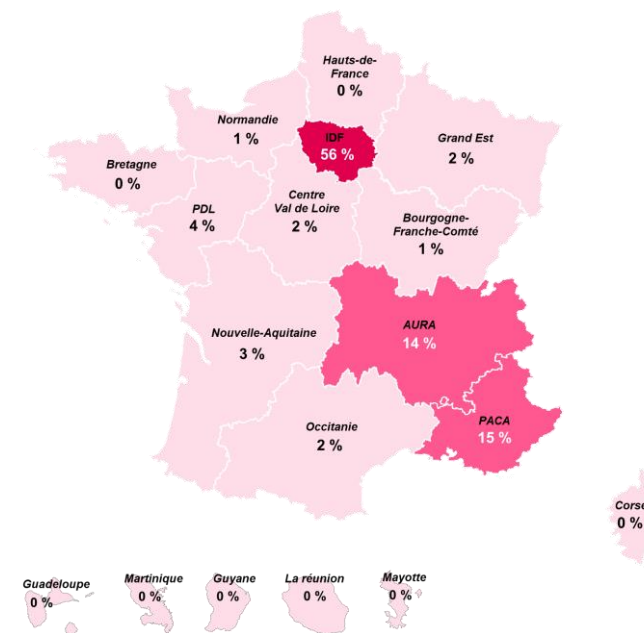 Hauts-de-
France
0 %
Normandie
1 %
IDF
56 %
Grand Est
2 %
Bretagne
0 %
PDL
4 %
Centre
Val de Loire
2 %
Bourgogne-
Franche-Comté
1 %
Nouvelle-Aquitaine
3 %
AURA
14 %
Occitanie
2 %
PACA
15 %
Corse
0 %
Guadeloupe
0 %
Martinique
0 %
Guyane
0 %
La réunion
0 %
Mayotte
0 %